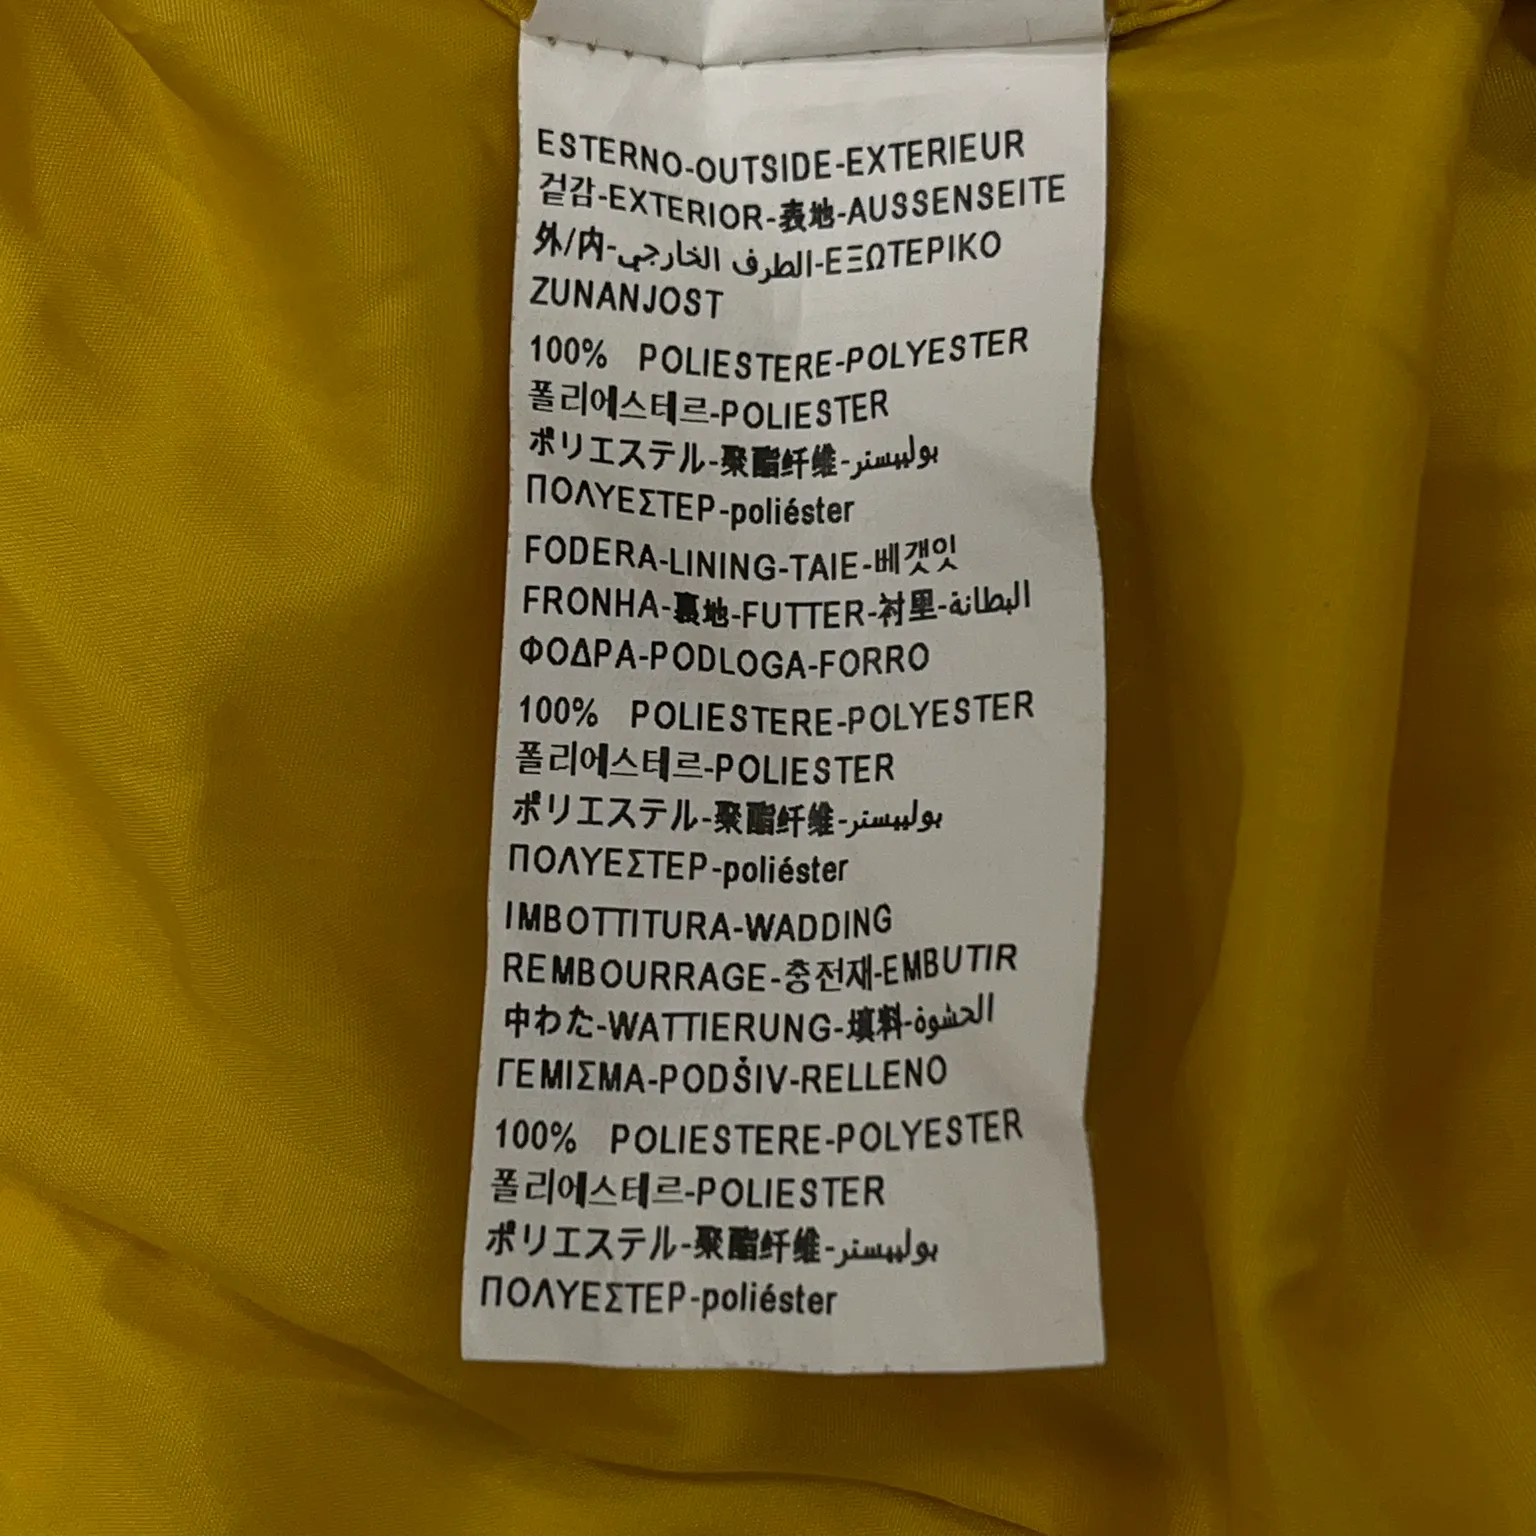 ESTERNO-OUTSIDE-EXTERIEUR
겉감-EXTERIOR-表地-AUSSENSEITE
外/内-الطرف الخارجي-ΕΞΩΤΕΡΙΚΟ
ZUNANJOST
100% POLIESTERE-POLYESTER
폴리에스테르-POLIESTER
ポリエステル-聚酯纤维-بولييستر
ΠΟΛΥΕΣΤΕΡ-poliéster
FODERA-LINING-TAIE-베갯잇
FRONHA-裏地-FUTTER-衬里-البطانة
ΦΟΔΡΑ-PODLOGA-FORRO
100% POLIESTERE-POLYESTER
폴리에스테르-POLIESTER
ポリエステル-聚酯纤维-بولييستر
ΠΟΛΥΕΣΤΕΡ-poliéster
IMBOTTITURA-WADDING
REMBOURRAGE-충전재-EMBUTIR
中わた-WATTIERUNG-填料-الحشوة
ΓΕΜΙΣΜΑ-PODŠIV-RELLENO
100% POLIESTERE-POLYESTER
폴리에스테르-POLIESTER
ポリエステル-聚酯纤维-بولييستر
ΠΟΛΥΕΣΤΕΡ-poliéster